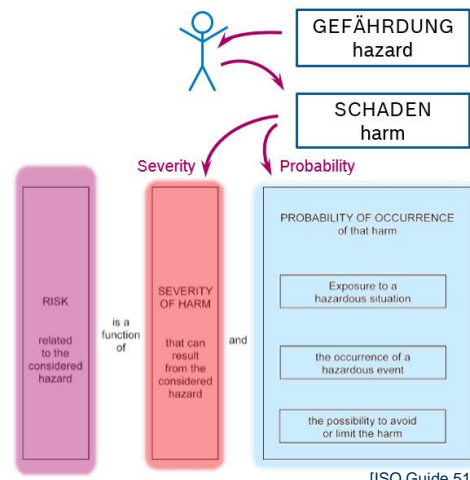 GEFÄHRDUNG
hazard
SCHADEN
harm
Severity
Probability
RISK
related
to the
considered
hazard
is a
function
of
SEVERITY
OF HARM
that can
result
from the
considered
hazard
and
PROBABILITY OF OCCURRENCE
of that harm
Exposure to a
hazardous situation
the occurrence of a
hazardous event
the possibility to avoid
or limit the harm
[ISO Guide 51